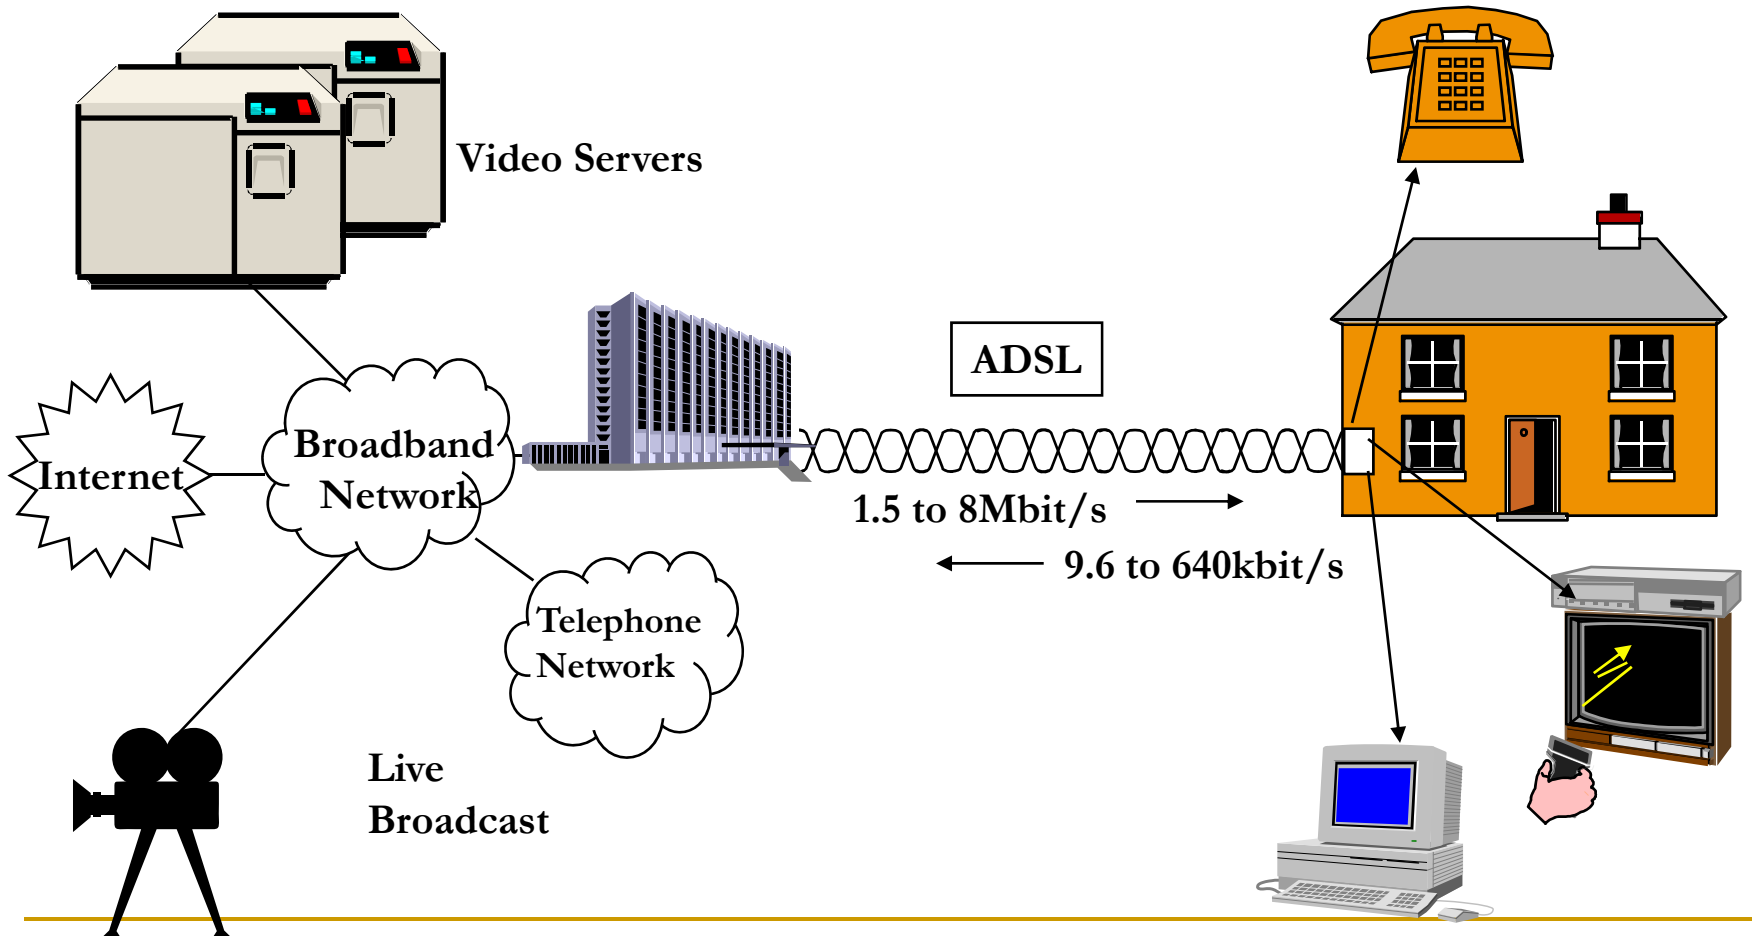 Video Servers
ADSL
Broadband
Network
Internet
1.5 to 8Mbit/s
9.6 to 640kbit/s
Telephone
Network
Live
Broadcast